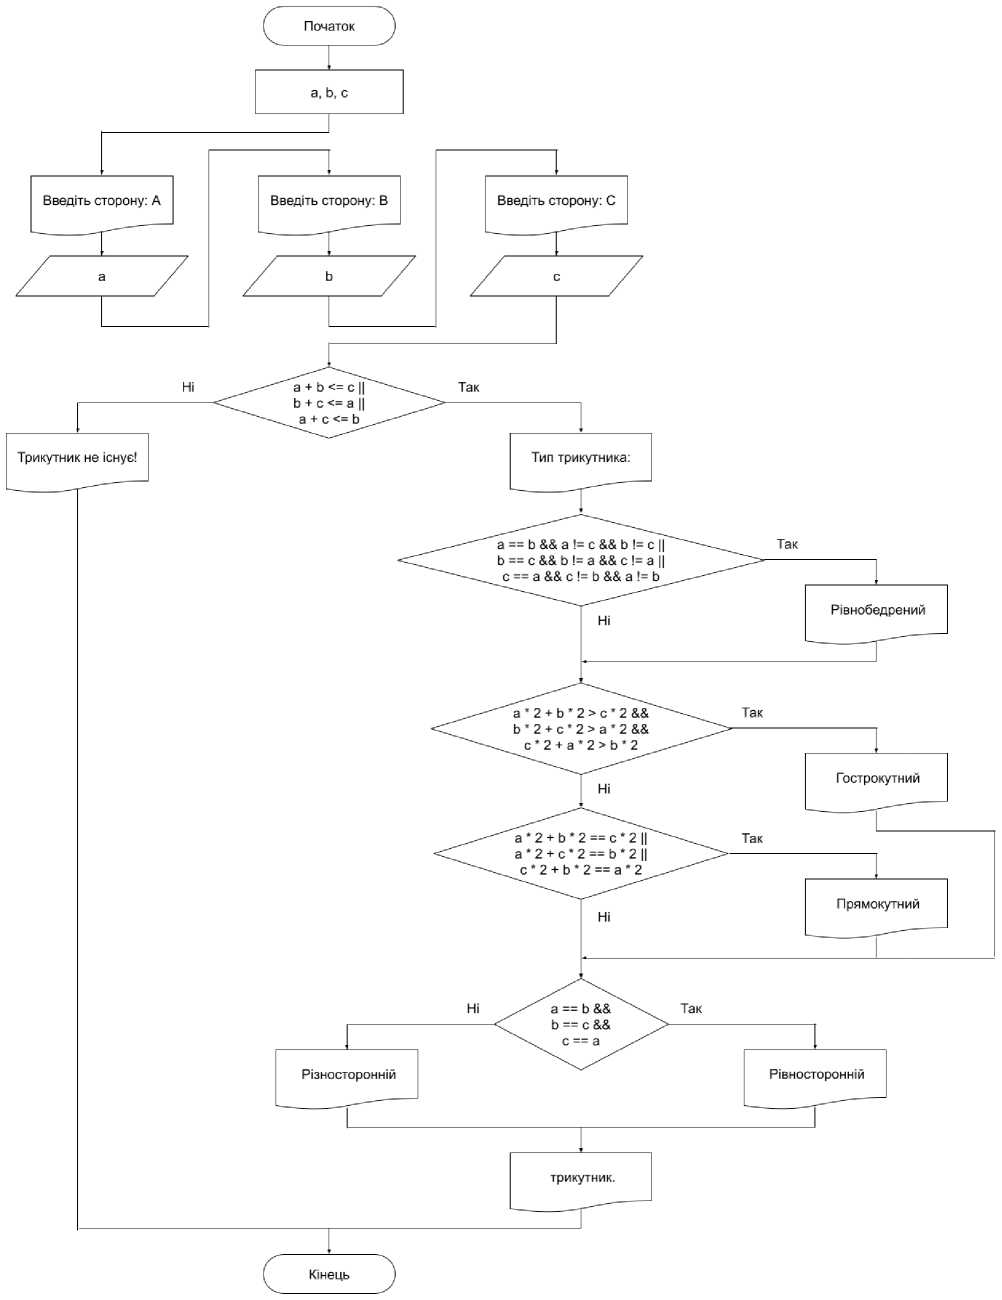 Початок
a, b, c
Введіть сторону: А
Введіть сторону: В
Введіть сторону: С
a
b
c
Ні
Так
a + b <= c ||
b + c <= a ||
a + c <= b
Трикутник не існує!
Тип трикутника:
a == b && a != c && b != c ||
b == c && b != a && c != a ||
c == a && c != b && a != b
Так
Рівнобедрений
Ні
a * 2 + b * 2 > c * 2 &&
b * 2 + c * 2 > a * 2 &&
c * 2 + a * 2 > b * 2
Так
Гострокутний
Ні
a * 2 + b * 2 == c * 2 ||
a * 2 + c * 2 == b * 2 ||
c * 2 + b * 2 == a * 2
Так
Прямокутний
Ні
a == b &&
b == c &&
c == a
Ні
Так
Різносторонній
Рівносторонній
трикутник.
Кінець